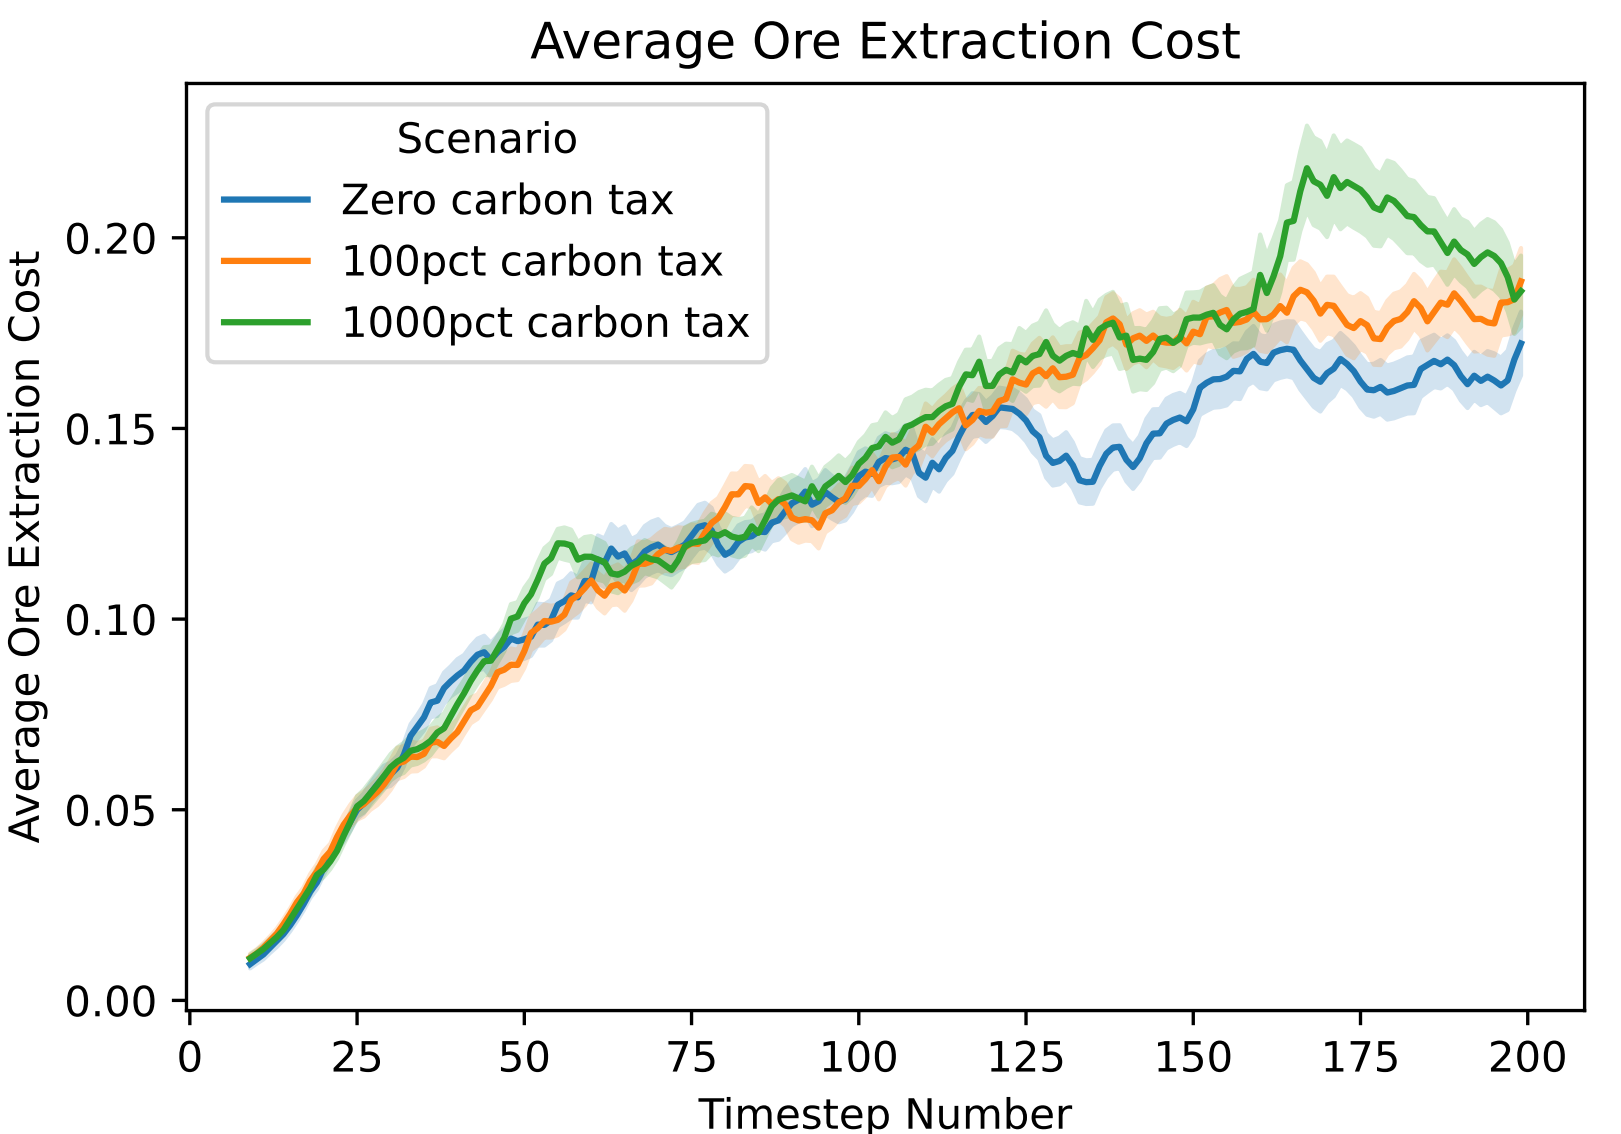 Average Ore Extraction Cost
Scenario
Zero carbon tax
100pct carbon tax
1000pct carbon tax
Average Ore Extraction Cost
0.20
0.15
0.10
0.05
0.00
0 25 50 75 100 125 150 175 200
Timestep Number